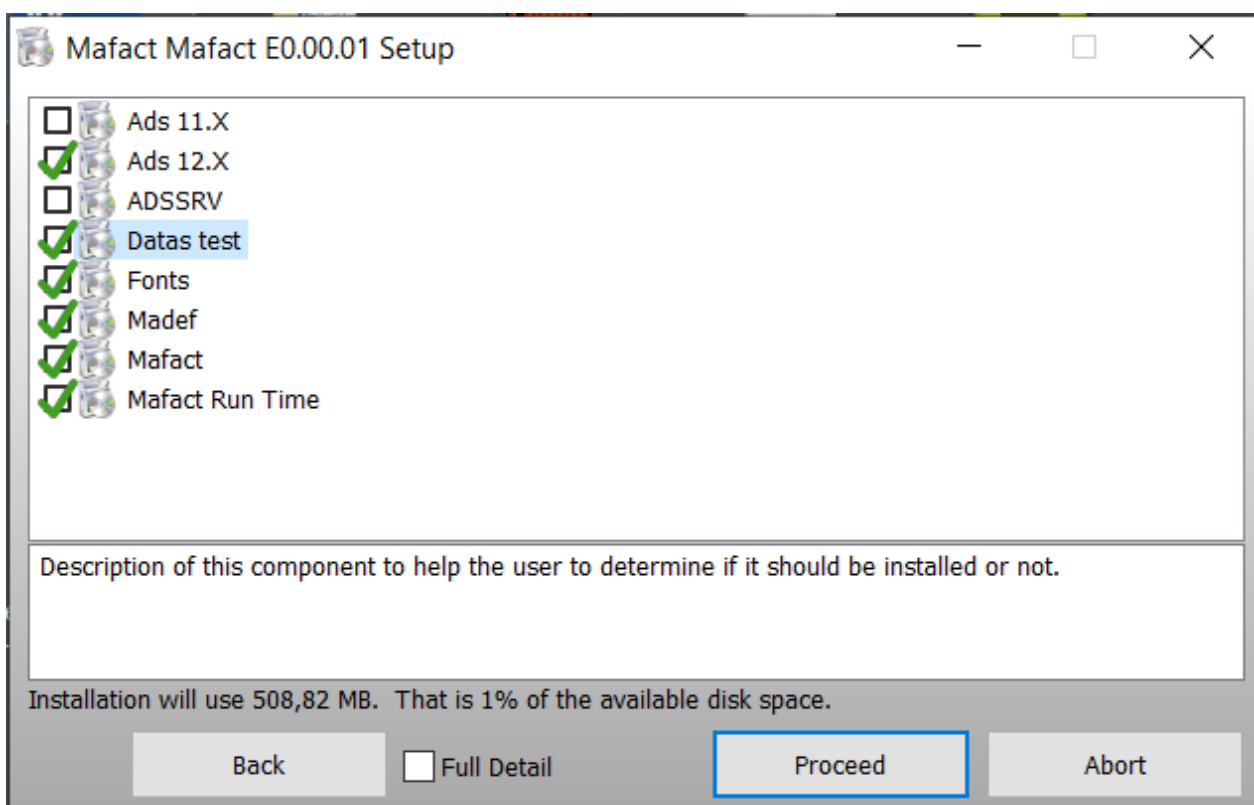 Mafact Mafact E0.00.01 Setup
Ads 11.X
Ads 12.X
ADSSRV
Datas test
Fonts
Madef
Mafact
Mafact Run Time
Description of this component to help the user to determine if it should be installed or not.
Installation will use 508,82 MB.  That is 1% of the available disk space.
Back
Full Detail
Proceed
Abort